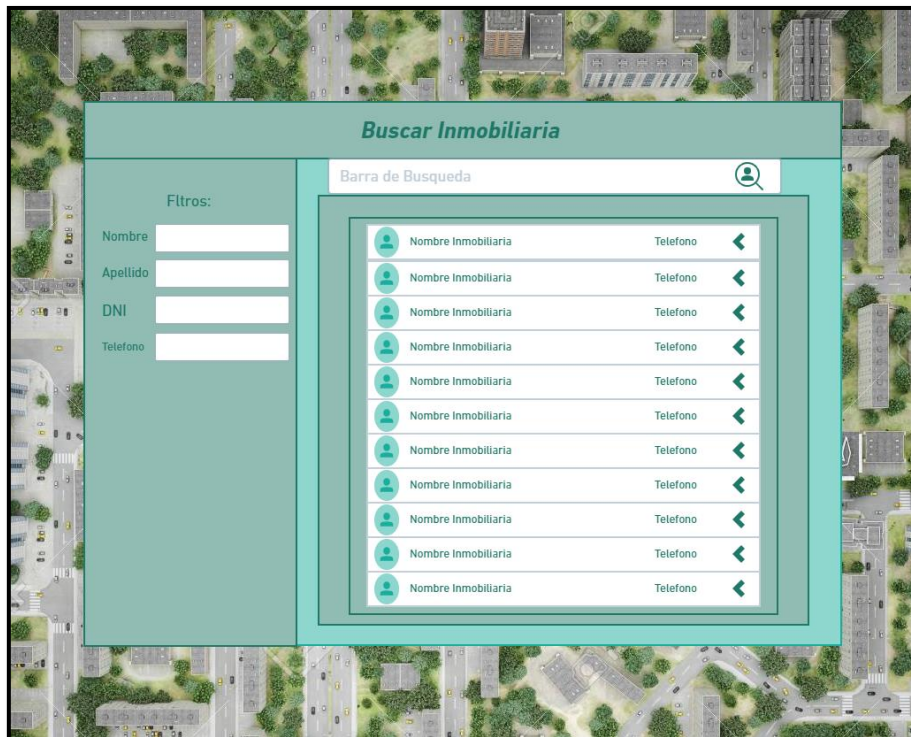 Buscar Inmobiliaria
Barra de Busqueda
Fltros:
Nombre
Apellido
DNI
Telefono
Nombre Inmobiliaria Telefono
Nombre Inmobiliaria Telefono
Nombre Inmobiliaria Telefono
Nombre Inmobiliaria Telefono
Nombre Inmobiliaria Telefono
Nombre Inmobiliaria Telefono
Nombre Inmobiliaria Telefono
Nombre Inmobiliaria Telefono
Nombre Inmobiliaria Telefono
Nombre Inmobiliaria Telefono
Nombre Inmobiliaria Telefono